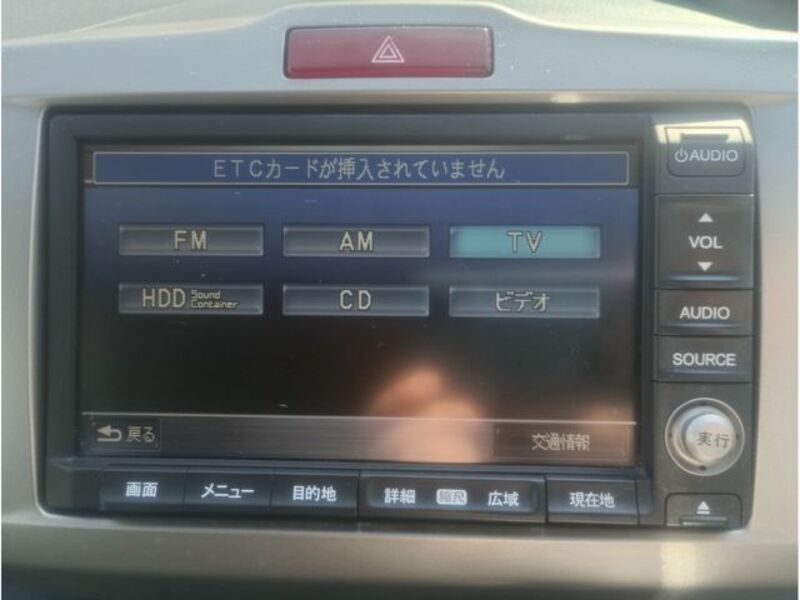 ETCカードが挿入されていません
⏻AUDIO
FM AM TV
VOL
HDD Sound Container CD ビデオ
AUDIO
SOURCE
戻る 交通情報
実行
画面 メニュー 目的地 詳細 縮尺 広域 現在地